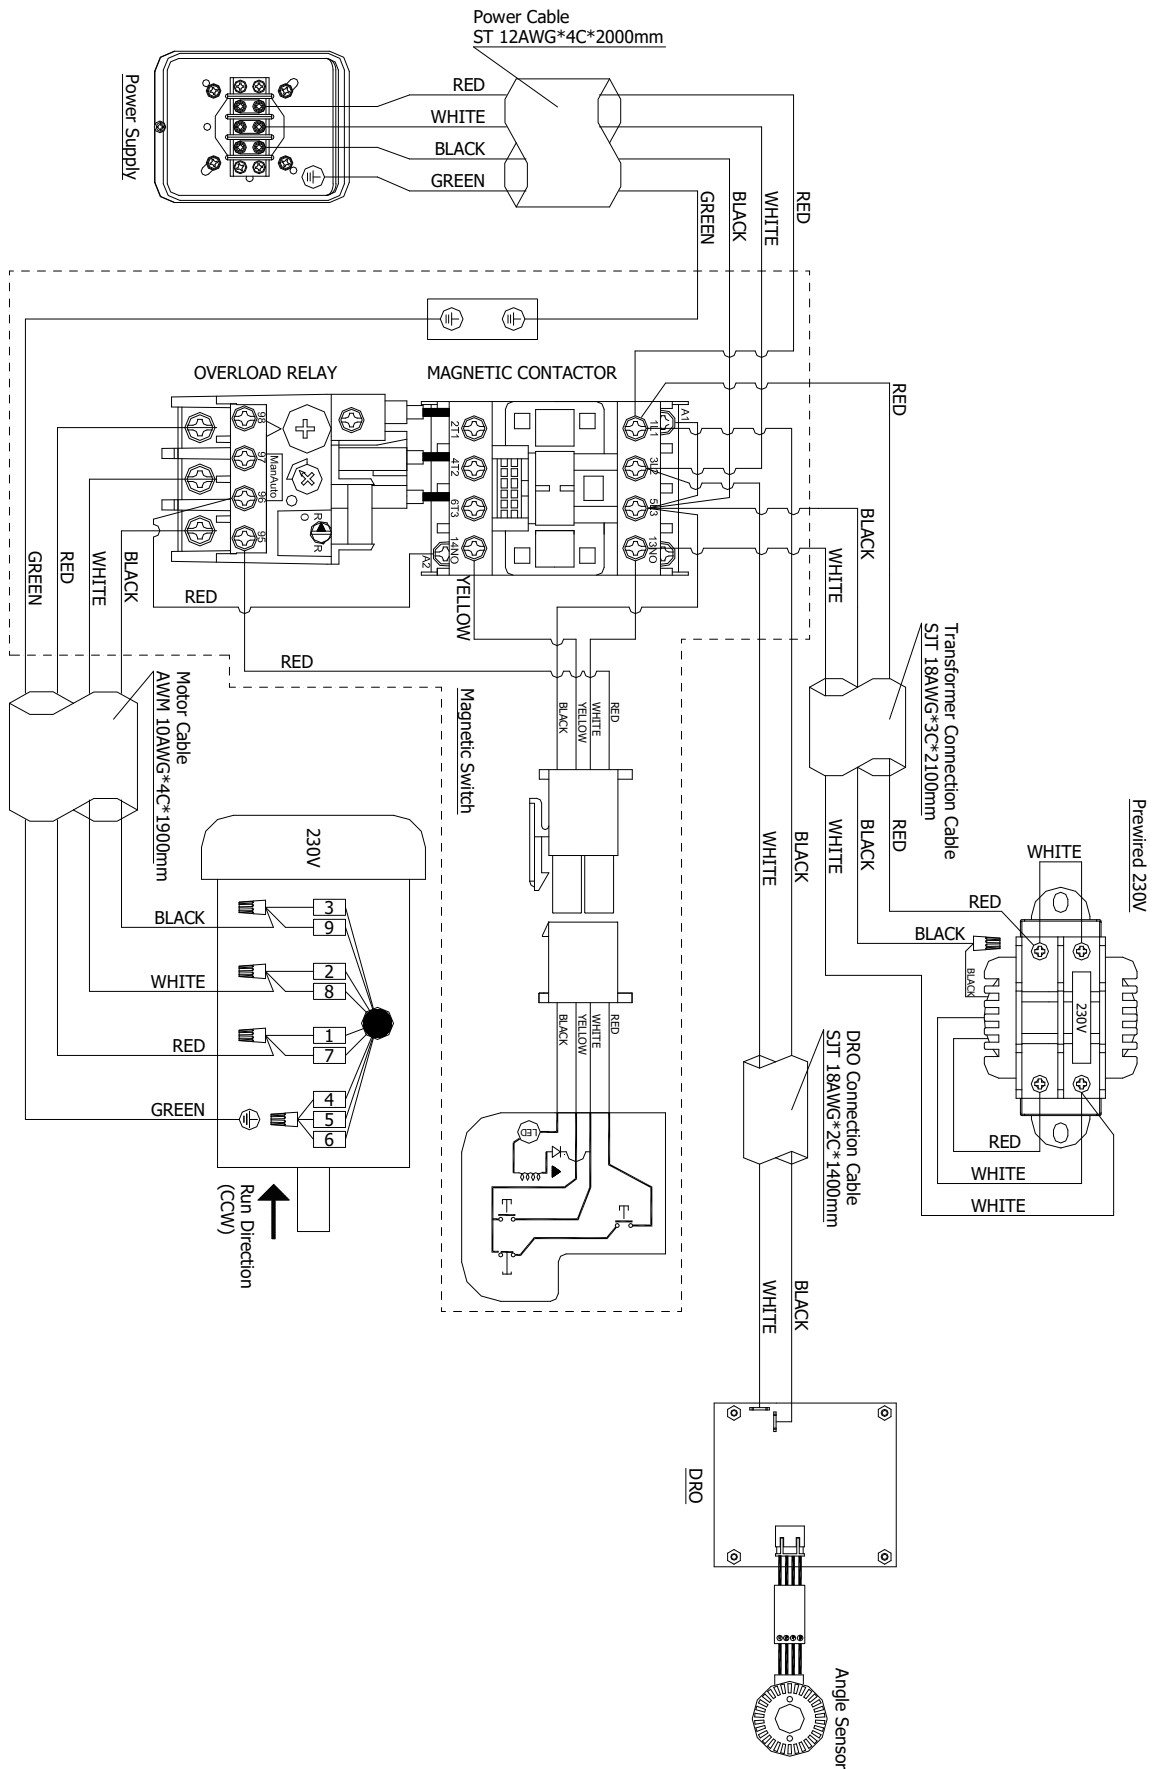 Power Cable
ST 12AWG*4C*2000mm
Power Supply
RED
WHITE
BLACK
GREEN
GREEN
BLACK
WHITE
RED
OVERLOAD RELAY
MAGNETIC CONTACTOR
RED
98
97
96
95
ManAuto
R
R
2T1
4T2
6T3
14NO
A2
A1
1L1
3L2
5L3
13NO
GREEN
RED
WHITE
BLACK
RED
YELLOW
RED
BLACK
WHITE
Transformer Connection Cable
SJT 18AWG*3C*2100mm
Motor Cable
AWM 10AWG*4C*1900mm
Magnetic Switch
BLACK
YELLOW
WHITE
RED
WHITE
BLACK
WHITE
BLACK
RED
Prewired 230V
WHITE
RED
BLACK
BLACK
230V
RED
WHITE
WHITE
230V
3
9
BLACK
2
8
WHITE
1
7
RED
4
5
6
GREEN
Run Direction
(CCW)
BLACK
YELLOW
WHITE
RED
LED
DRO Connection Cable
SJT 18AWG*2C*1400mm
WHITE
BLACK
DRO
Angle Sensor